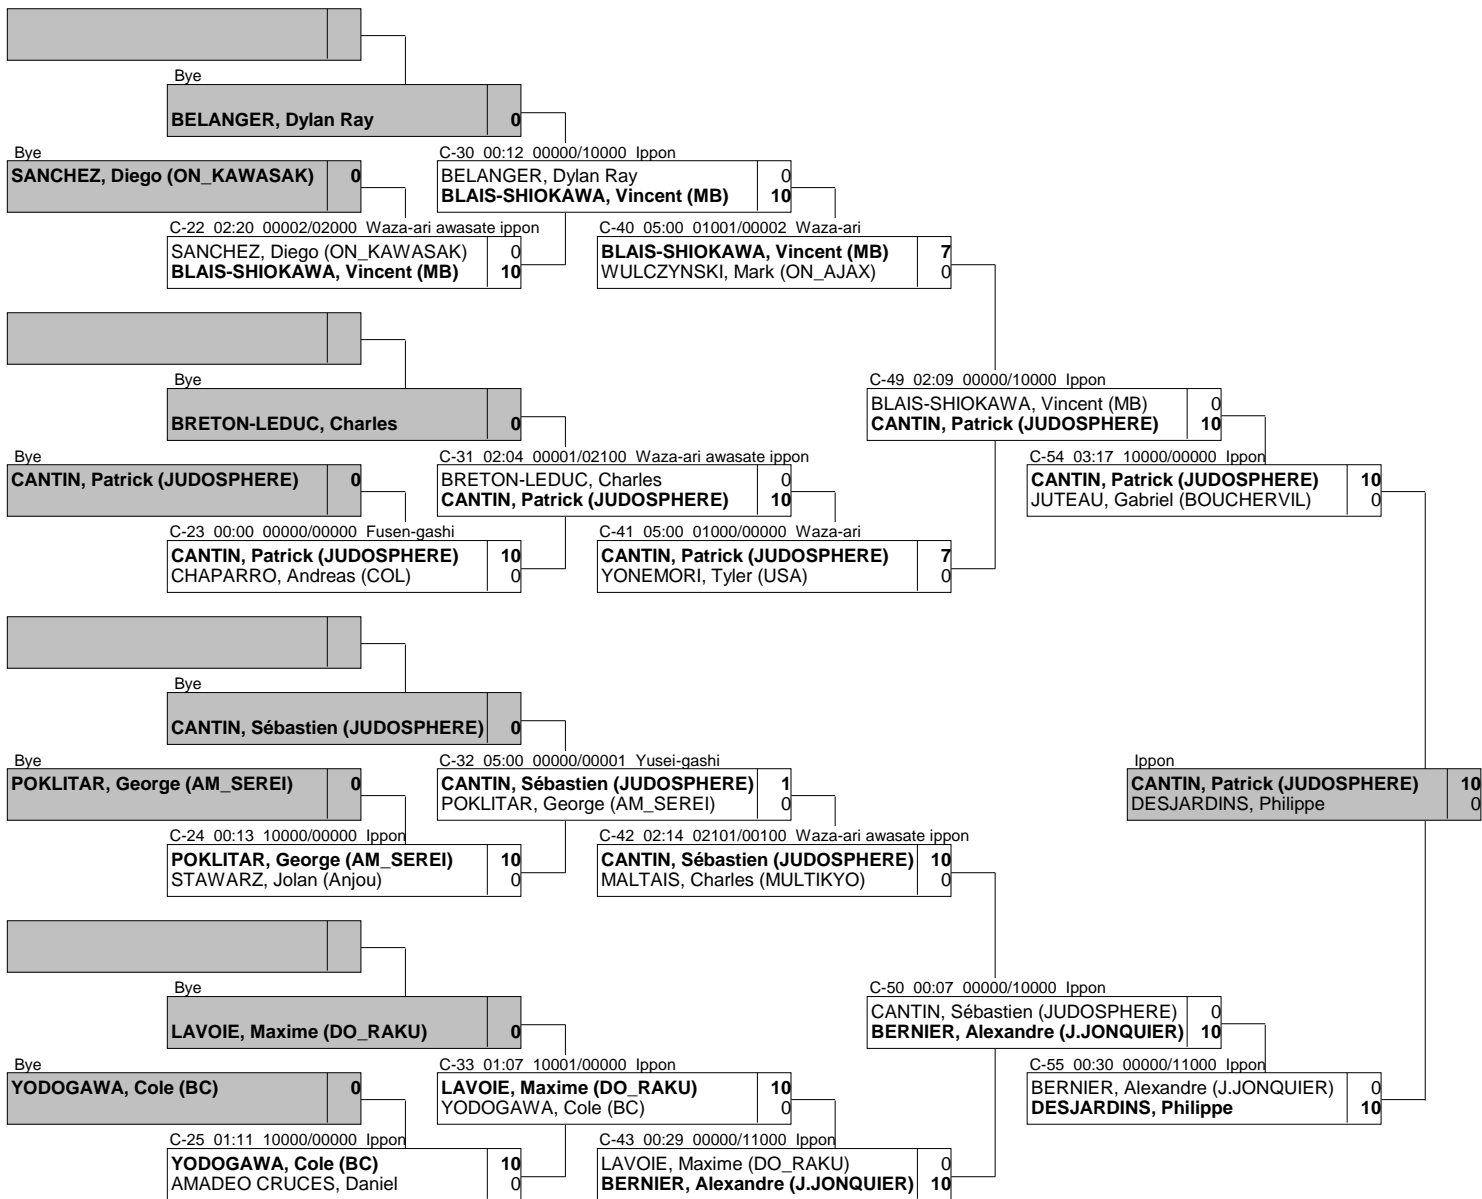 Bye
BELANGER, Dylan Ray 0
Bye
SANCHEZ, Diego (ON_KAWASAK) 0
C-30 00:12 00000/10000 Ippon
BELANGER, Dylan Ray 0
BLAIS-SHIOKAWA, Vincent (MB) 10
C-22 02:20 00002/02000 Waza-ari awasate ippon
SANCHEZ, Diego (ON_KAWASAK) 0
BLAIS-SHIOKAWA, Vincent (MB) 10
C-40 05:00 01001/00002 Waza-ari
BLAIS-SHIOKAWA, Vincent (MB) 7
WULCZYNSKI, Mark (ON_AJAX) 0
Bye
BRETON-LEDUC, Charles 0
C-49 02:09 00000/10000 Ippon
BLAIS-SHIOKAWA, Vincent (MB) 0
CANTIN, Patrick (JUDOSPHERE) 10
Bye
CANTIN, Patrick (JUDOSPHERE) 0
C-31 02:04 00001/02100 Waza-ari awasate ippon
BRETON-LEDUC, Charles 0
CANTIN, Patrick (JUDOSPHERE) 10
C-54 03:17 10000/00000 Ippon
CANTIN, Patrick (JUDOSPHERE) 10
JUTEAU, Gabriel (BOUCHERVIL) 0
C-23 00:00 00000/00000 Fusen-gashi
CANTIN, Patrick (JUDOSPHERE) 10
CHAPARRO, Andreas (COL) 0
C-41 05:00 01000/00000 Waza-ari
CANTIN, Patrick (JUDOSPHERE) 7
YONEMORI, Tyler (USA) 0
Bye
CANTIN, Sébastien (JUDOSPHERE) 0
Bye
POKLITAR, George (AM_SEREI) 0
C-32 05:00 00000/00001 Yusei-gashi
CANTIN, Sébastien (JUDOSPHERE) 1
POKLITAR, George (AM_SEREI) 0
Ippon
CANTIN, Patrick (JUDOSPHERE) 10
DESJARDINS, Philippe 0
C-24 00:13 10000/00000 Ippon
POKLITAR, George (AM_SEREI) 10
STAWARZ, Jolan (Anjou) 0
C-42 02:14 02101/00100 Waza-ari awasate ippon
CANTIN, Sébastien (JUDOSPHERE) 10
MALTAIS, Charles (MULTIKYO) 0
Bye
LAVOIE, Maxime (DO_RAKU) 0
C-50 00:07 00000/10000 Ippon
CANTIN, Sébastien (JUDOSPHERE) 0
BERNIER, Alexandre (J.JONQUIER) 10
Bye
YODOGAWA, Cole (BC) 0
C-33 01:07 10001/00000 Ippon
LAVOIE, Maxime (DO_RAKU) 10
YODOGAWA, Cole (BC) 0
C-55 00:30 00000/11000 Ippon
BERNIER, Alexandre (J.JONQUIER) 0
DESJARDINS, Philippe 10
C-25 01:11 10000/00000 Ippon
YODOGAWA, Cole (BC) 10
AMADEO CRUCES, Daniel 0
C-43 00:29 00000/11000 Ippon
LAVOIE, Maxime (DO_RAKU) 0
BERNIER, Alexandre (J.JONQUIER) 10